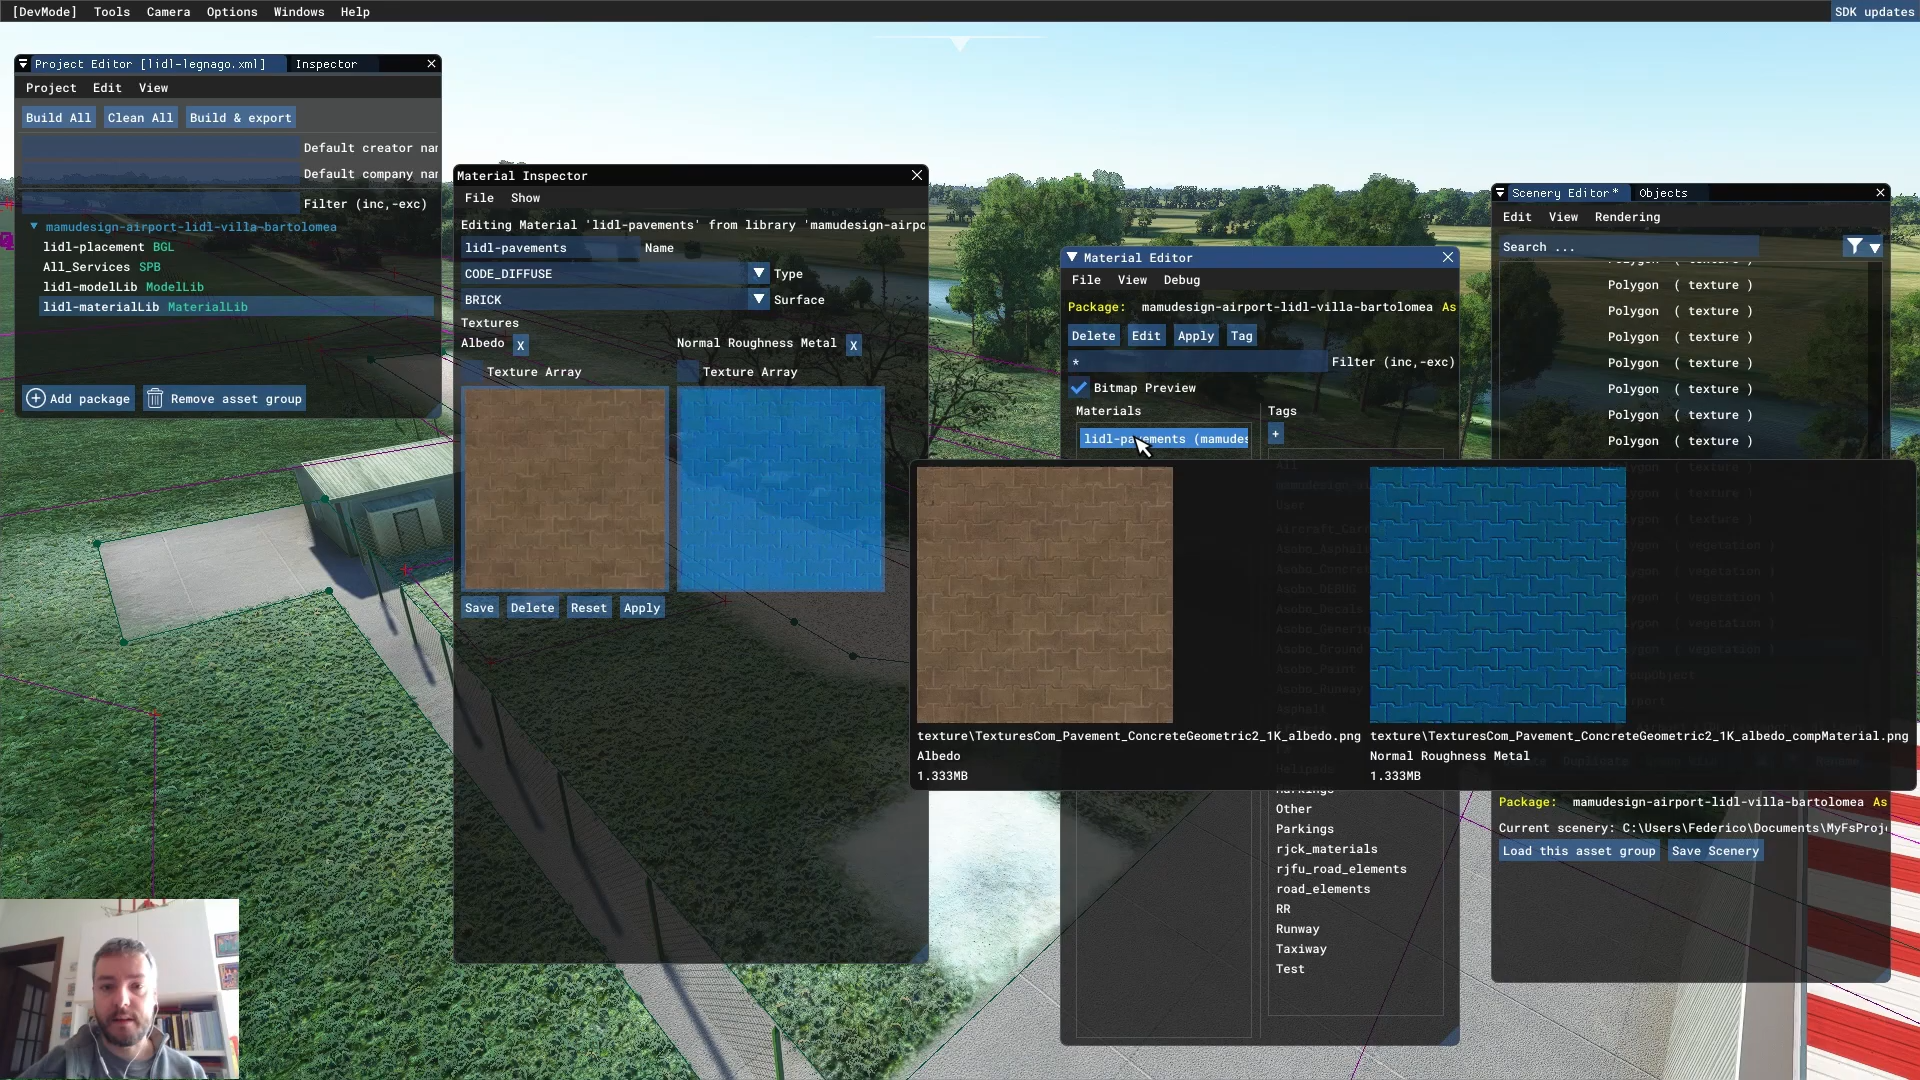 [DevMode] Tools Camera Options Windows Help SDK updates
Project Editor [lidl-legnago.xml] Inspector
Project Edit View
Build All Clean All Build & export
Default creator nam
Default company nam
Filter (inc,-exc)
mamudesign-airport-lidl-villa-bartolomea
lidl-placement BGL
All_Services SPB
lidl-modelLib ModelLib
lidl-materialLib MaterialLib
Add package Remove asset group
Material Inspector
File Show
Editing Material 'lidl-pavements' from library 'mamudesign-airpo
lidl-pavements Name
CODE_DIFFUSE Type
BRICK Surface
Textures
Albedo X Normal Roughness Metal X
Texture Array Texture Array
Save Delete Reset Apply
Material Editor
File View Debug
Package: mamudesign-airport-lidl-villa-bartolomea As
Delete Edit Apply Tag
* Filter (inc,-exc)
Bitmap Preview
Materials Tags
lidl-pavements (mamudes +
texture\TexturesCom_Pavement_ConcreteGeometric2_1K_albedo.png
Albedo
1.333MB
texture\TexturesCom_Pavement_ConcreteGeometric2_1K_albedo_compMaterial.png
Normal Roughness Metal
1.333MB
Markings
Other
Parkings
rjck_materials
rjfu_road_elements
road_elements
RR
Runway
Taxiway
Test
Scenery Editor* Objects
Edit View Rendering
Search ...
Polygon ( texture )
Polygon ( texture )
Polygon ( texture )
Polygon ( texture )
Polygon ( texture )
Polygon ( texture )
Polygon ( texture )
Polygon ( texture )
Package: mamudesign-airport-lidl-villa-bartolomea As
Current scenery: C:\Users\Federico\Documents\MyFsProj
Load this asset group Save Scenery